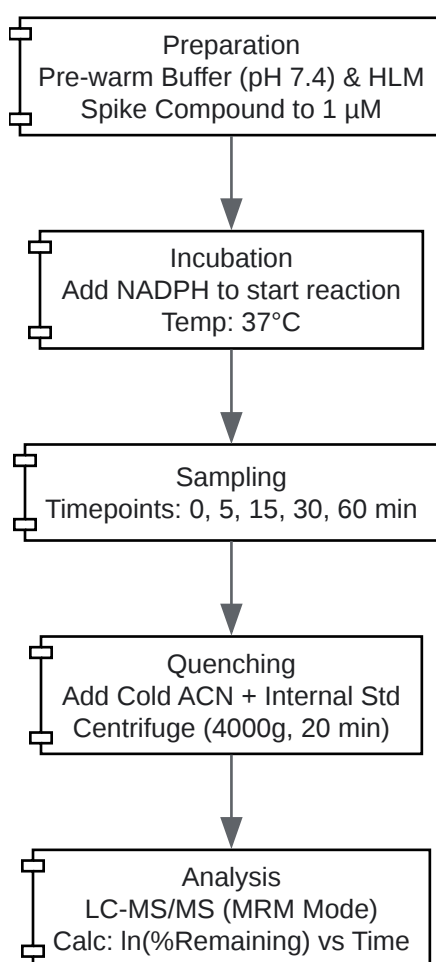 Preparation
Pre-warm Buffer (pH 7.4) & HLM
Spike Compound to 1 µM
Incubation
Add NADPH to start reaction
Temp: 37°C
Sampling
Timepoints: 0, 5, 15, 30, 60 min
Quenching
Add Cold ACN + Internal Std
Centrifuge (4000g, 20 min)
Analysis
LC-MS/MS (MRM Mode)
Calc: ln(%Remaining) vs Time